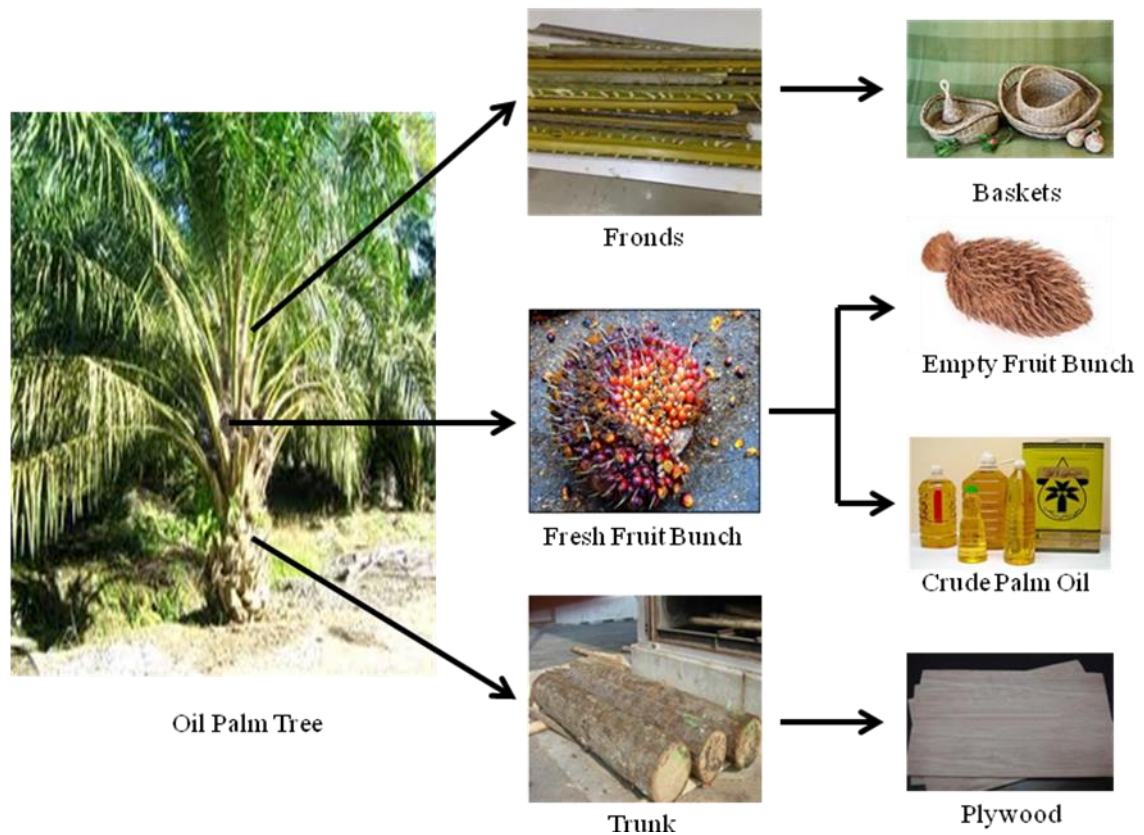 Fronds
Baskets
Empty Fruit Bunch
Fresh Fruit Bunch
Crude Palm Oil
Oil Palm Tree
Trunk
Plywood